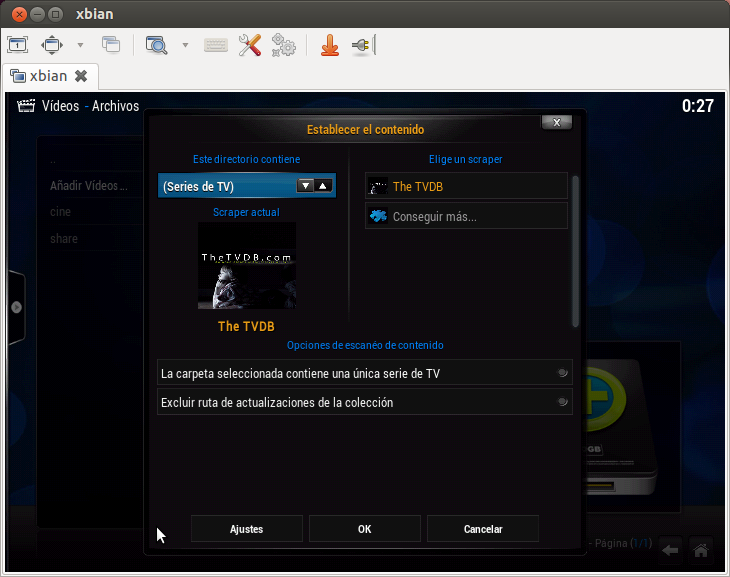 xbian
xbian
Vídeos - Archivos
0:27
Establecer el contenido
X
..
Añadir Vídeos...
cine
share
Este directorio contiene
(Series de TV)
Scraper actual
TheTVDB.com
The TVDB
Elige un scraper
The TVDB
Conseguir más...
Opciones de escanéo de contenido
La carpeta seleccionada contiene una única serie de TV
Excluir ruta de actualizaciones de la colección
GB
Ajustes
OK
Cancelar
- Página (1/1)